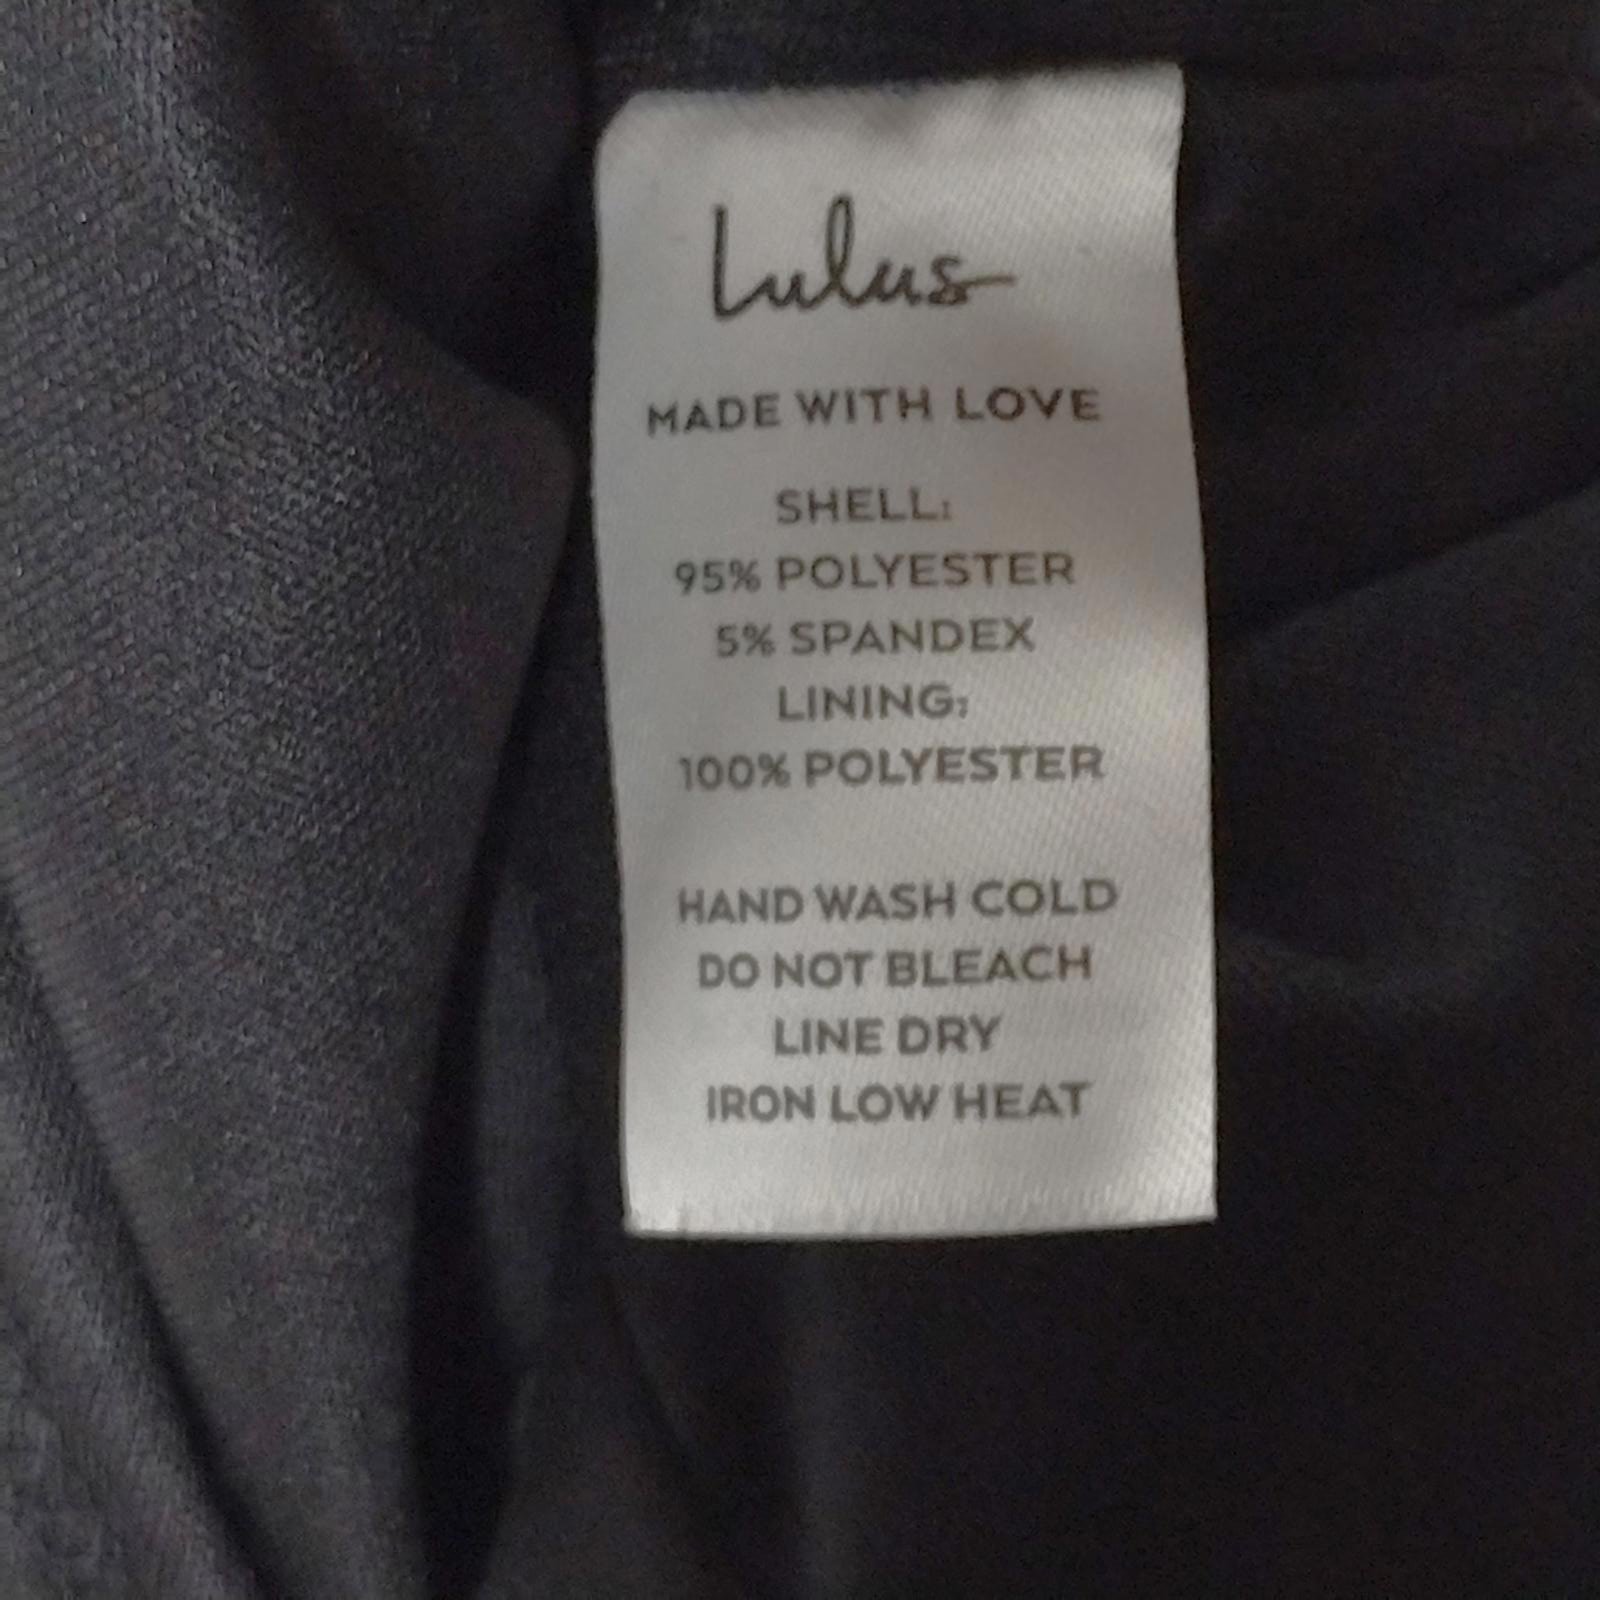 Lulus
MADE WITH LOVE
SHELL:
95% POLYESTER
5% SPANDEX
LINING:
100% POLYESTER
HAND WASH COLD
DO NOT BLEACH
LINE DRY
IRON LOW HEAT